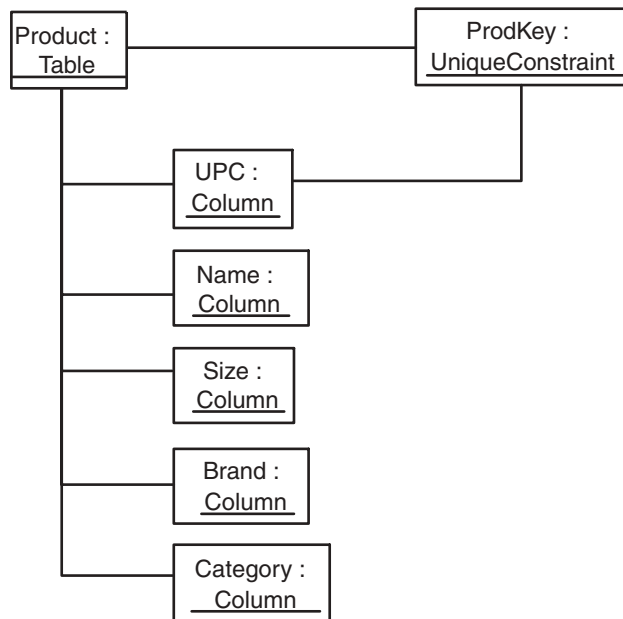 Product :
Table
ProdKey :
UniqueConstraint
UPC :
Column
Name :
Column
Size :
Column
Brand :
Column
Category :
Column